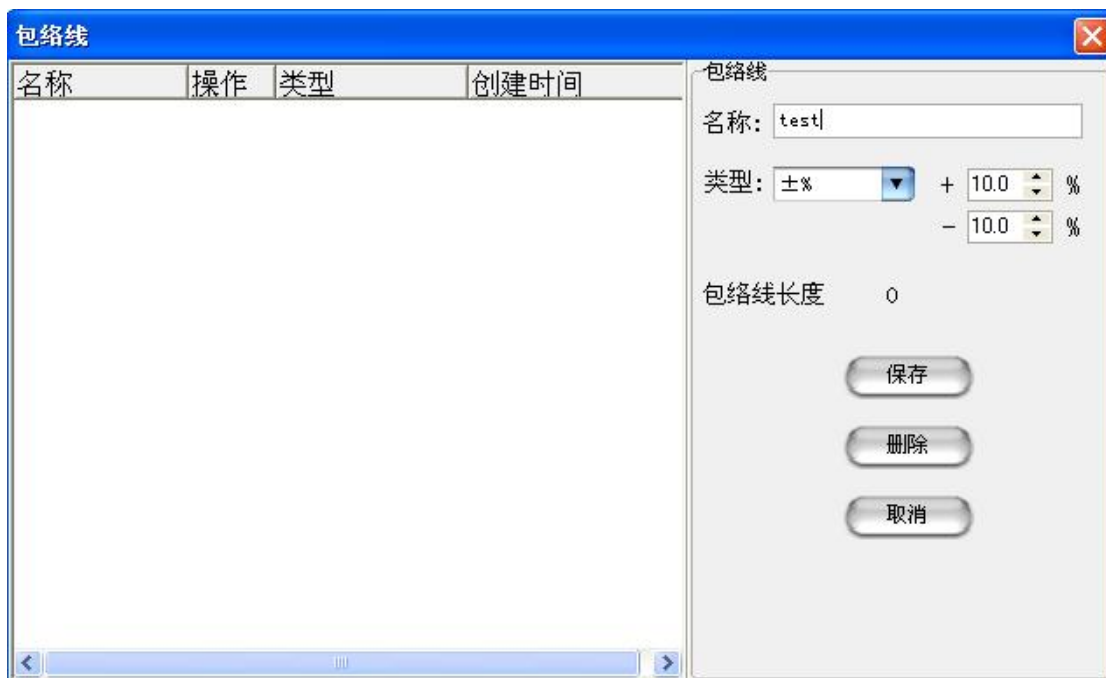 包络线
名称 操作 类型 创建时间
包络线
名称: test
类型: ±% + 10.0 %
- 10.0 %
包络线长度 0
保存
删除
取消